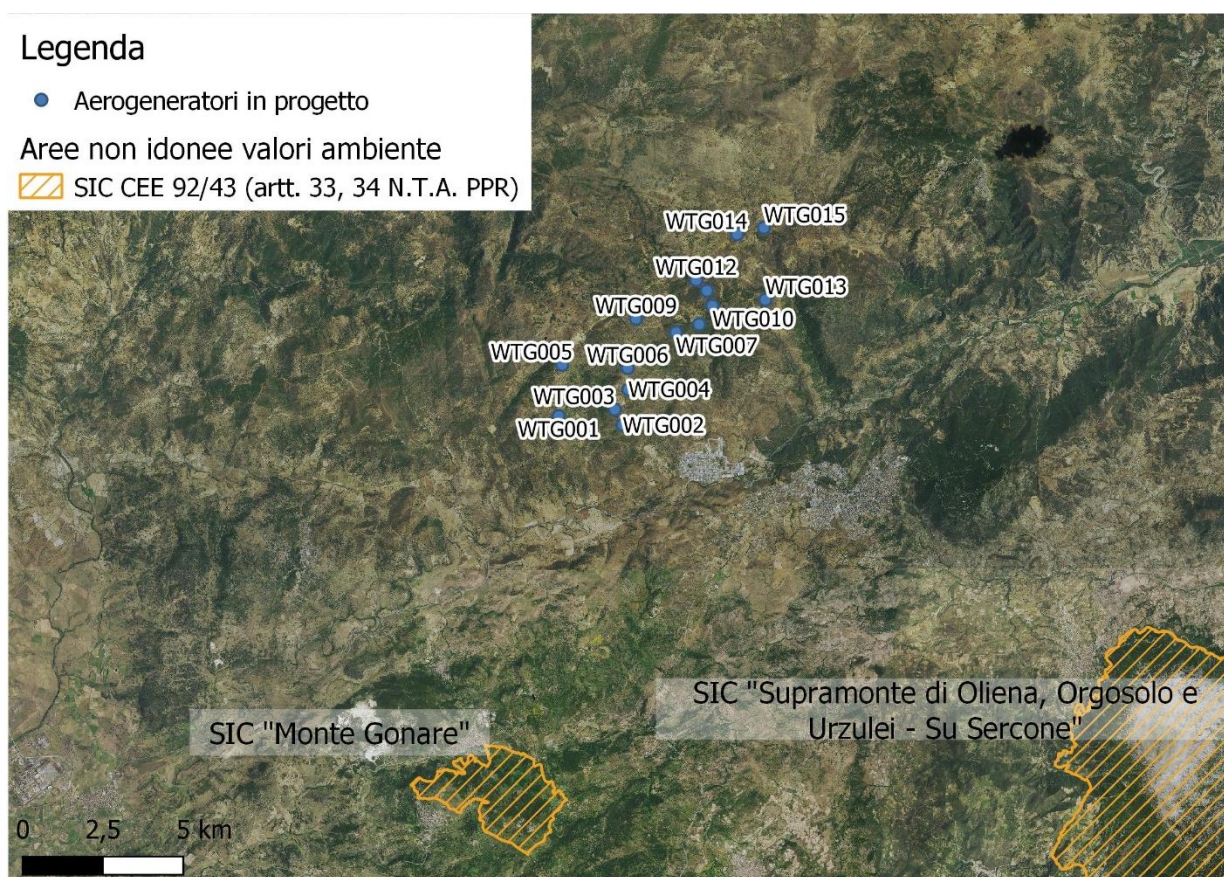 Legenda
Aerogeneratori in progetto
Aree non idonee valori ambiente
SIC CEE 92/43 (artt. 33, 34 N.T.A. PPR)
WTG014
WTG015
WTG012
WTG013
WTG009
WTG010
WTG007
WTG005
WTG006
WTG003
WTG004
WTG001
WTG002
SIC "Supramonte di Oliena, Orgosolo e
Urzulei - Su Sercone"
SIC "Monte Gonare"
0 2,5 5 km